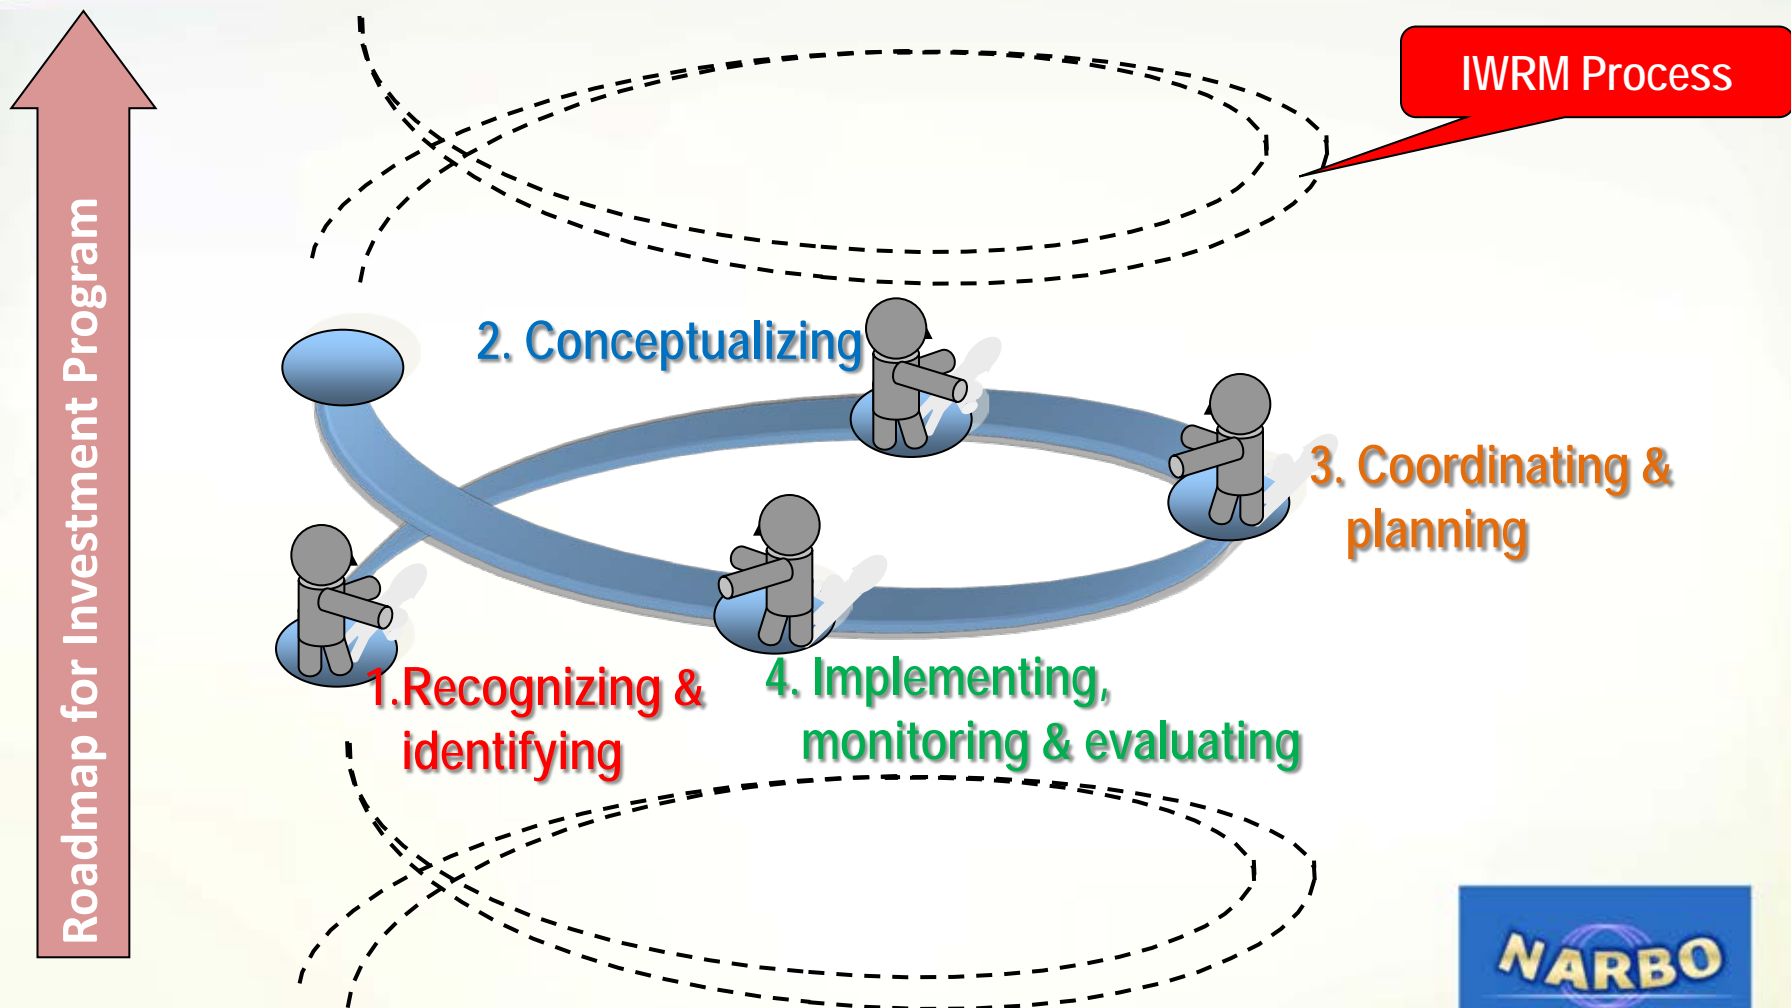 IWRM Process
Roadmap for Investment Program
2. Conceptualizing
3. Coordinating &
planning
1.Recognizing &
identifying
4. Implementing,
monitoring & evaluating
NARBO